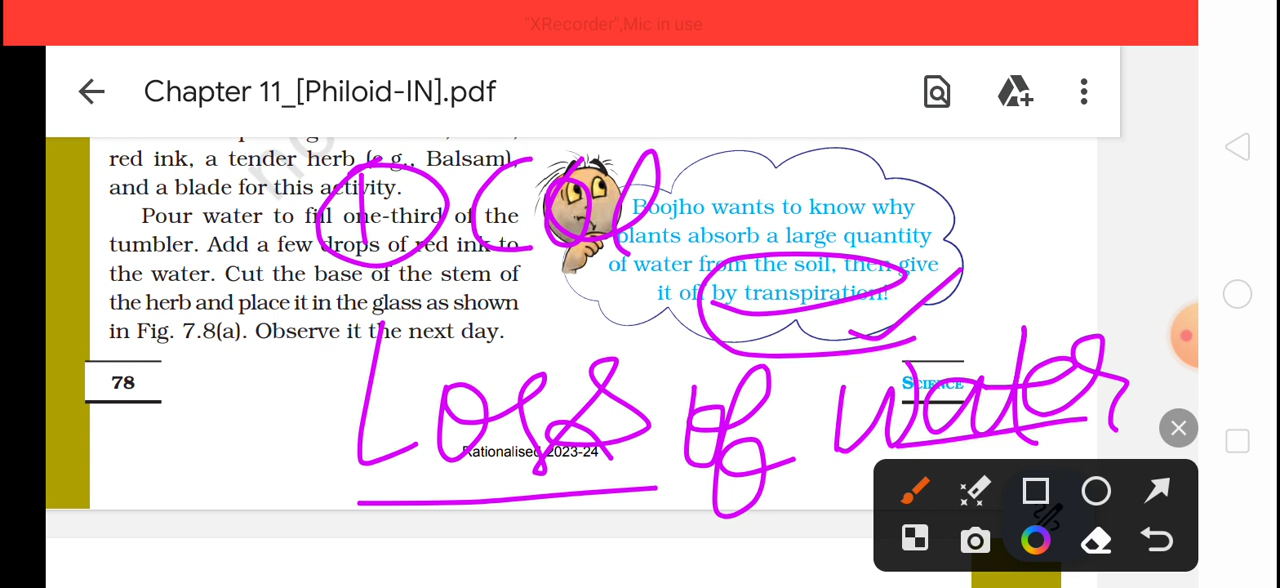 "XRecorder",Mic in use
Chapter 11_[Philoid-IN].pdf
red ink, a tender herb (e.g., Balsam),
and a blade for this activity.
Pour water to fill one-third of the
tumbler. Add a few drops of red ink to
the water. Cut the base of the stem of
the herb and place it in the glass as shown
in Fig. 7.8(a). Observe it the next day.
Boojho wants to know why
plants absorb a large quantity
of water from the soil, then give
it off by transpiration!
Loss of water
78
SCIENCE
Rationalised 2023-24